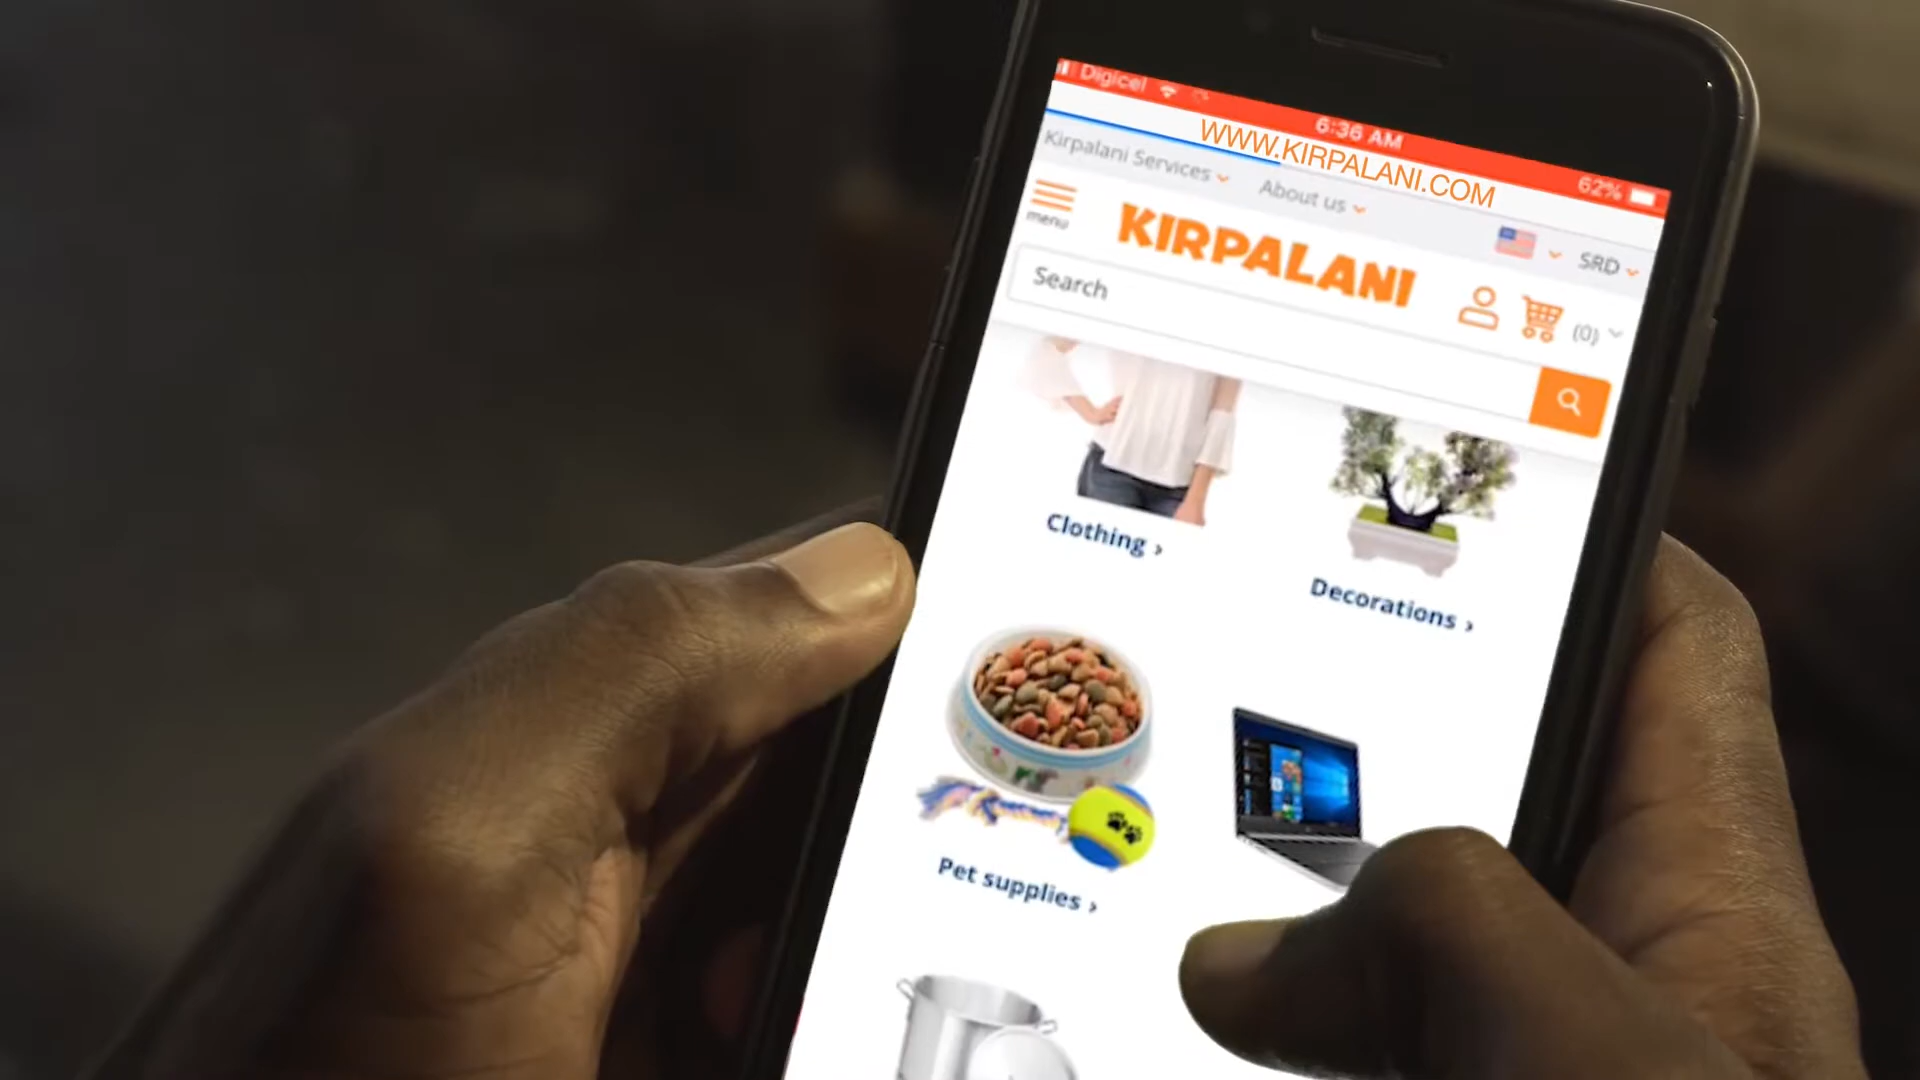 Digicel
6:36 AM
62%
WWW.KIRPALANI.COM
Kirpalani Services
About us
SRD
menu
KIRPALANI
(0)
Search
Clothing ›
Decorations ›
Pet supplies ›